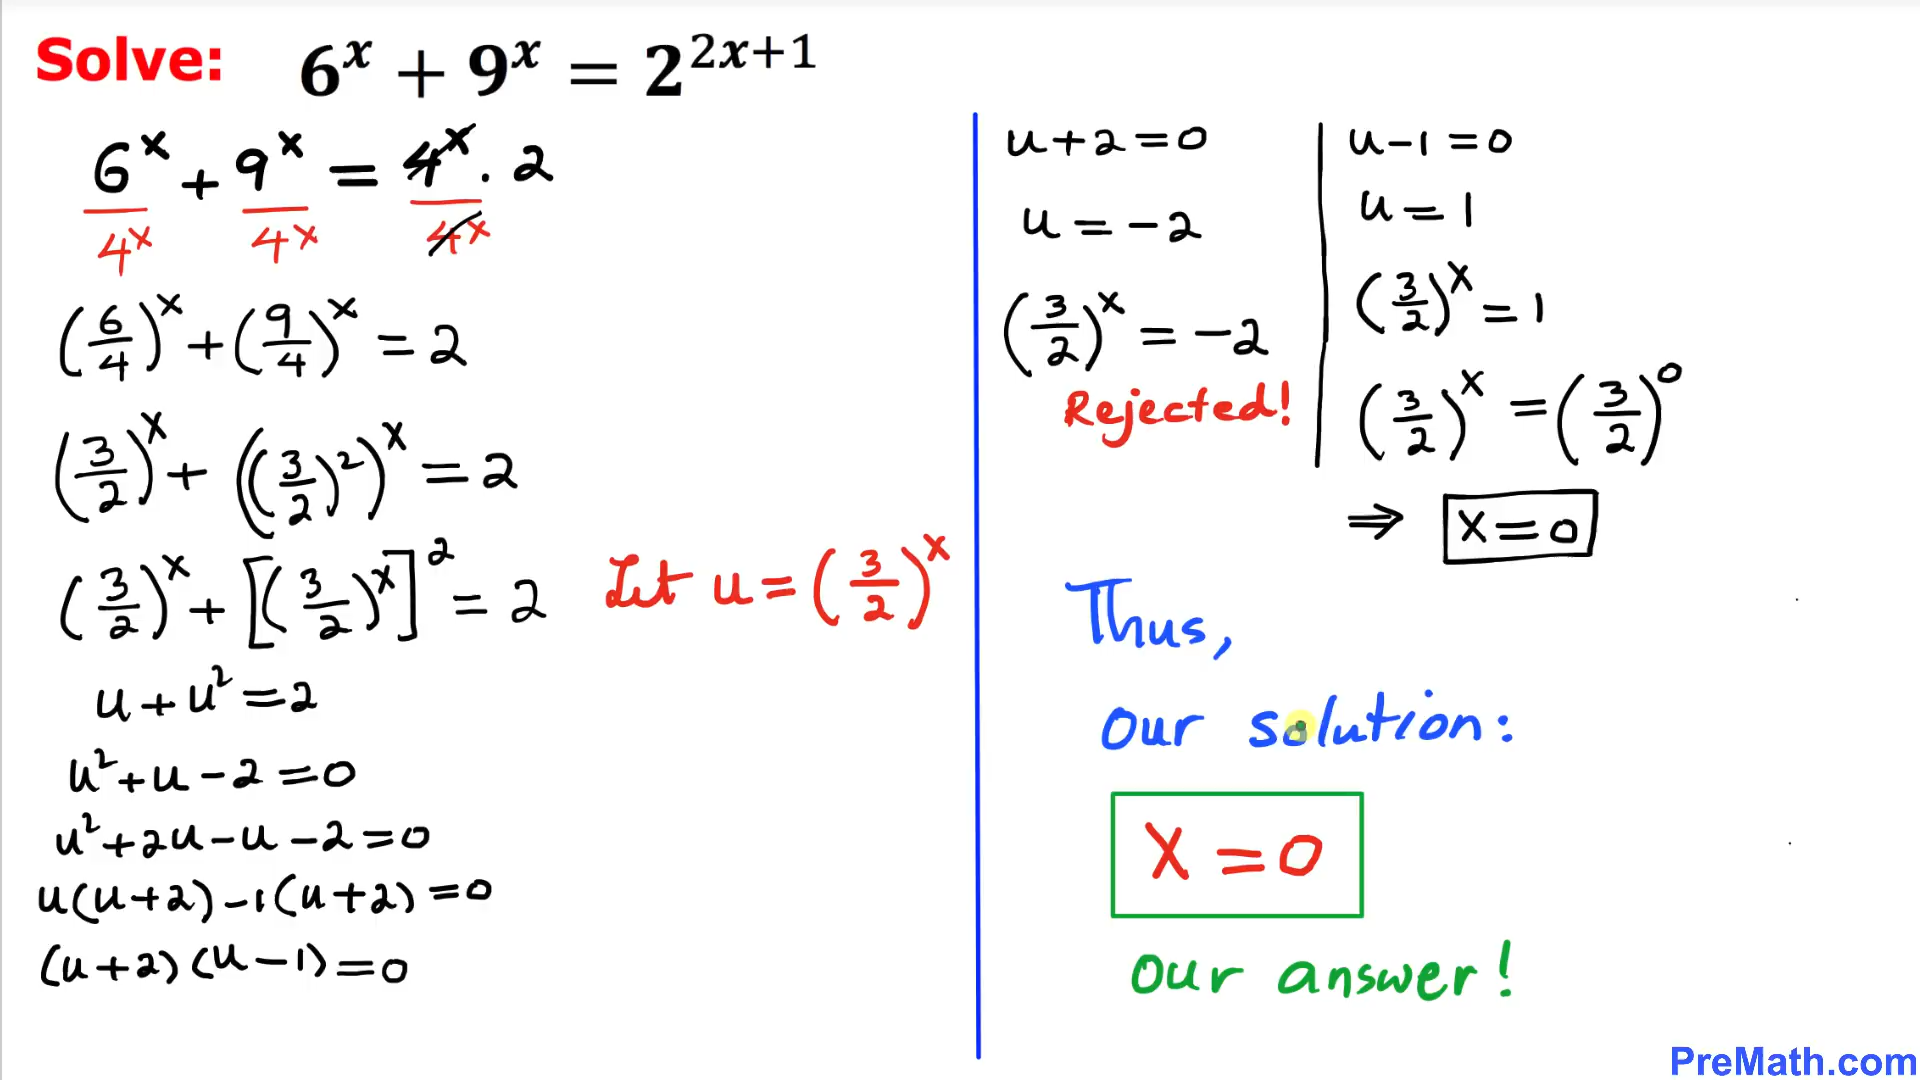 Solve: 6^x + 9^x = 2^{2x+1}
6^x/4^x + 9^x/4^x = 4^x/4^x · 2
(6/4)^x + (9/4)^x = 2
(3/2)^x + ((3/2)^2)^x = 2
(3/2)^x + [(3/2)^x]^2 = 2 Let u = (3/2)^x
u + u^2 = 2
u^2 + u - 2 = 0
u^2 + 2u - u - 2 = 0
u(u+2) - 1(u+2) = 0
(u+2)(u-1) = 0
u + 2 = 0
u = -2
(3/2)^x = -2
Rejected!
u - 1 = 0
u = 1
(3/2)^x = 1
(3/2)^x = (3/2)^0
⇒ x = 0
Thus,
our solution:
x = 0
our answer!
PreMath.com